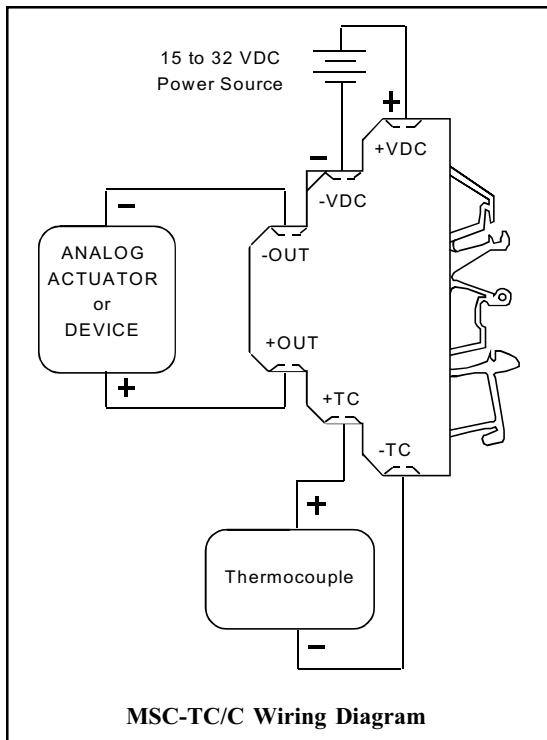 15 to 32 VDC
Power Source
+
+VDC
–
-VDC
–
-OUT
ANALOG
ACTUATOR
or
DEVICE
+OUT
+
+TC
-TC
+
Thermocouple
–
MSC-TC/C Wiring Diagram